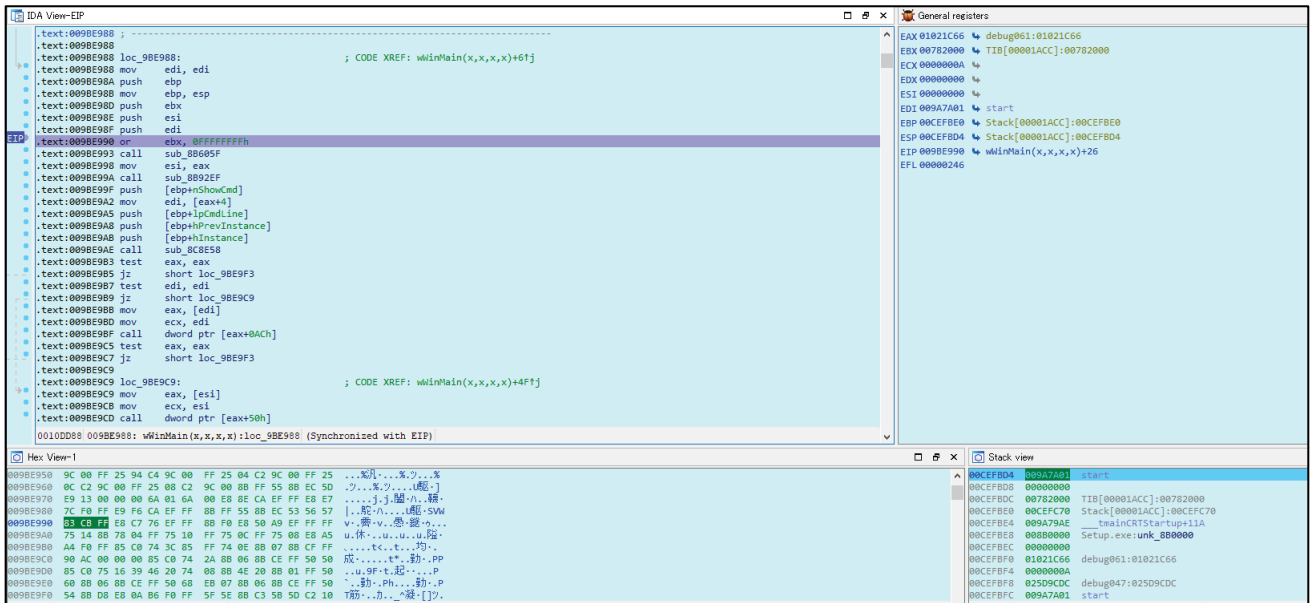 IDA View-EIP
.text:009BE988 ; ---------------------------------------------------------------------------
.text:009BE988
.text:009BE988 loc_9BE988: ; CODE XREF: wWinMain(x,x,x,x)+6↑j
.text:009BE988 mov edi, edi
.text:009BE98A push ebp
.text:009BE98B mov ebp, esp
.text:009BE98D push ebx
.text:009BE98E push esi
.text:009BE98F push edi
EIP .text:009BE990 or ebx, 0FFFFFFFFh
.text:009BE993 call sub_8B605F
.text:009BE998 mov esi, eax
.text:009BE99A call sub_8B92EF
.text:009BE99F push [ebp+nShowCmd]
.text:009BE9A2 mov edi, [eax+4]
.text:009BE9A5 push [ebp+lpCmdLine]
.text:009BE9A8 push [ebp+hPrevInstance]
.text:009BE9AB push [ebp+hInstance]
.text:009BE9AE call sub_8C8E58
.text:009BE9B3 test eax, eax
.text:009BE9B5 jz short loc_9BE9F3
.text:009BE9B7 test edi, edi
.text:009BE9B9 jz short loc_9BE9C9
.text:009BE9BB mov eax, [edi]
.text:009BE9BD mov ecx, edi
.text:009BE9BF call dword ptr [eax+0ACh]
.text:009BE9C5 test eax, eax
.text:009BE9C7 jz short loc_9BE9F3
.text:009BE9C9
.text:009BE9C9 loc_9BE9C9: ; CODE XREF: wWinMain(x,x,x,x)+4F↑j
.text:009BE9C9 mov eax, [esi]
.text:009BE9CB mov ecx, esi
.text:009BE9CD call dword ptr [eax+50h]
0010DD88 009BE988: wWinMain(x,x,x,x):loc_9BE988 (Synchronized with EIP)
General registers
EAX 01021C66 debug061:01021C66
EBX 00782000 TIB[00001ACC]:00782000
ECX 0000000A
EDX 00000000
ESI 00000000
EDI 009A7A01 start
EBP 00CEFBE0 Stack[00001ACC]:00CEFBE0
ESP 00CEFBD4 Stack[00001ACC]:00CEFBD4
EIP 009BE990 wWinMain(x,x,x,x)+26
EFL 00000246
Hex View-1
009BE950 9C 00 FF 25 94 C4 9C 00 FF 25 04 C2 9C 00 FF 25
009BE960 0C C2 9C 00 FF 25 08 C2 9C 00 8B FF 55 8B EC 5D
009BE970 E9 13 00 00 00 6A 01 6A 00 E8 8E CA EF FF E8 E7
009BE980 7C F0 FF E9 F6 CA EF FF 8B FF 55 8B EC 53 56 57
009BE990 83 CB FF E8 C7 76 EF FF 8B F0 E8 50 A9 EF FF FF
009BE9A0 75 14 8B 78 04 FF 75 10 FF 75 0C FF 75 08 E8 A5
009BE9B0 A4 F0 FF 85 C0 74 3C 85 FF 74 0E 8B 07 8B CF FF
009BE9C0 90 AC 00 00 00 85 C0 74 2A 8B 06 8B CE FF 50 50
009BE9D0 85 C0 75 16 39 46 20 74 08 8B 4E 20 8B 01 FF 50
009BE9E0 60 8B 06 8B CE FF 50 68 EB 07 8B 06 8B CE FF 50
009BE9F0 54 8B D8 E8 0A B6 F0 FF 5F 5E 8B C3 5B 5D C2 10
Stack view
00CEFBD4 009A7A01 start
00CEFBD8 00000000
00CEFBDC 00782000 TIB[00001ACC]:00782000
00CEFBE0 00CEFC70 Stack[00001ACC]:00CEFC70
00CEFBE4 009A79AE ___tmainCRTStartup+11A
00CEFBE8 008B0000 Setup.exe:unk_8B0000
00CEFBEC 00000000
00CEFBF0 01021C66 debug061:01021C66
00CEFBF4 0000000A
00CEFBF8 025D9CDC debug047:025D9CDC
00CEFBFC 009A7A01 start